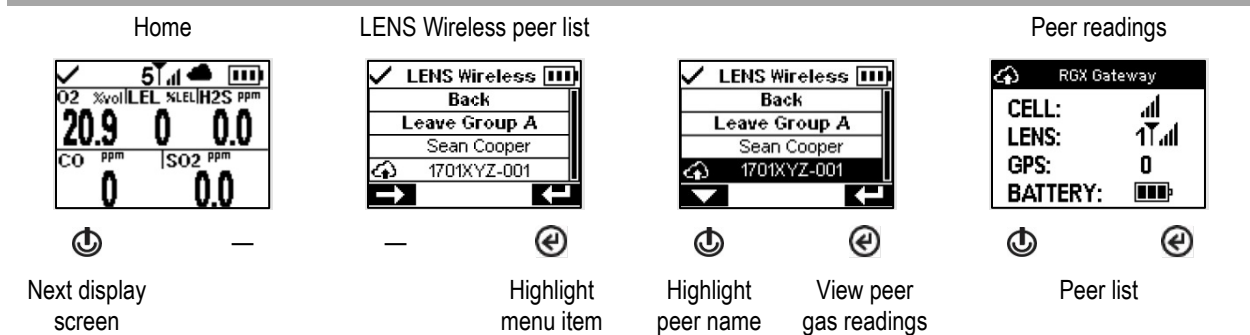 Home
LENS Wireless peer list
Peer readings
5
O2 %vol LEL %LEL H2S ppm
20.9 0 0.0
CO ppm SO2 ppm
0 0.0
LENS Wireless
Back
Leave Group A
Sean Cooper
1701XYZ-001
LENS Wireless
Back
Leave Group A
Sean Cooper
1701XYZ-001
RGX Gateway
CELL:
LENS: 1
GPS: 0
BATTERY:
— —
Next display
screen
Highlight
menu item
Highlight
peer name
View peer
gas readings
Peer list